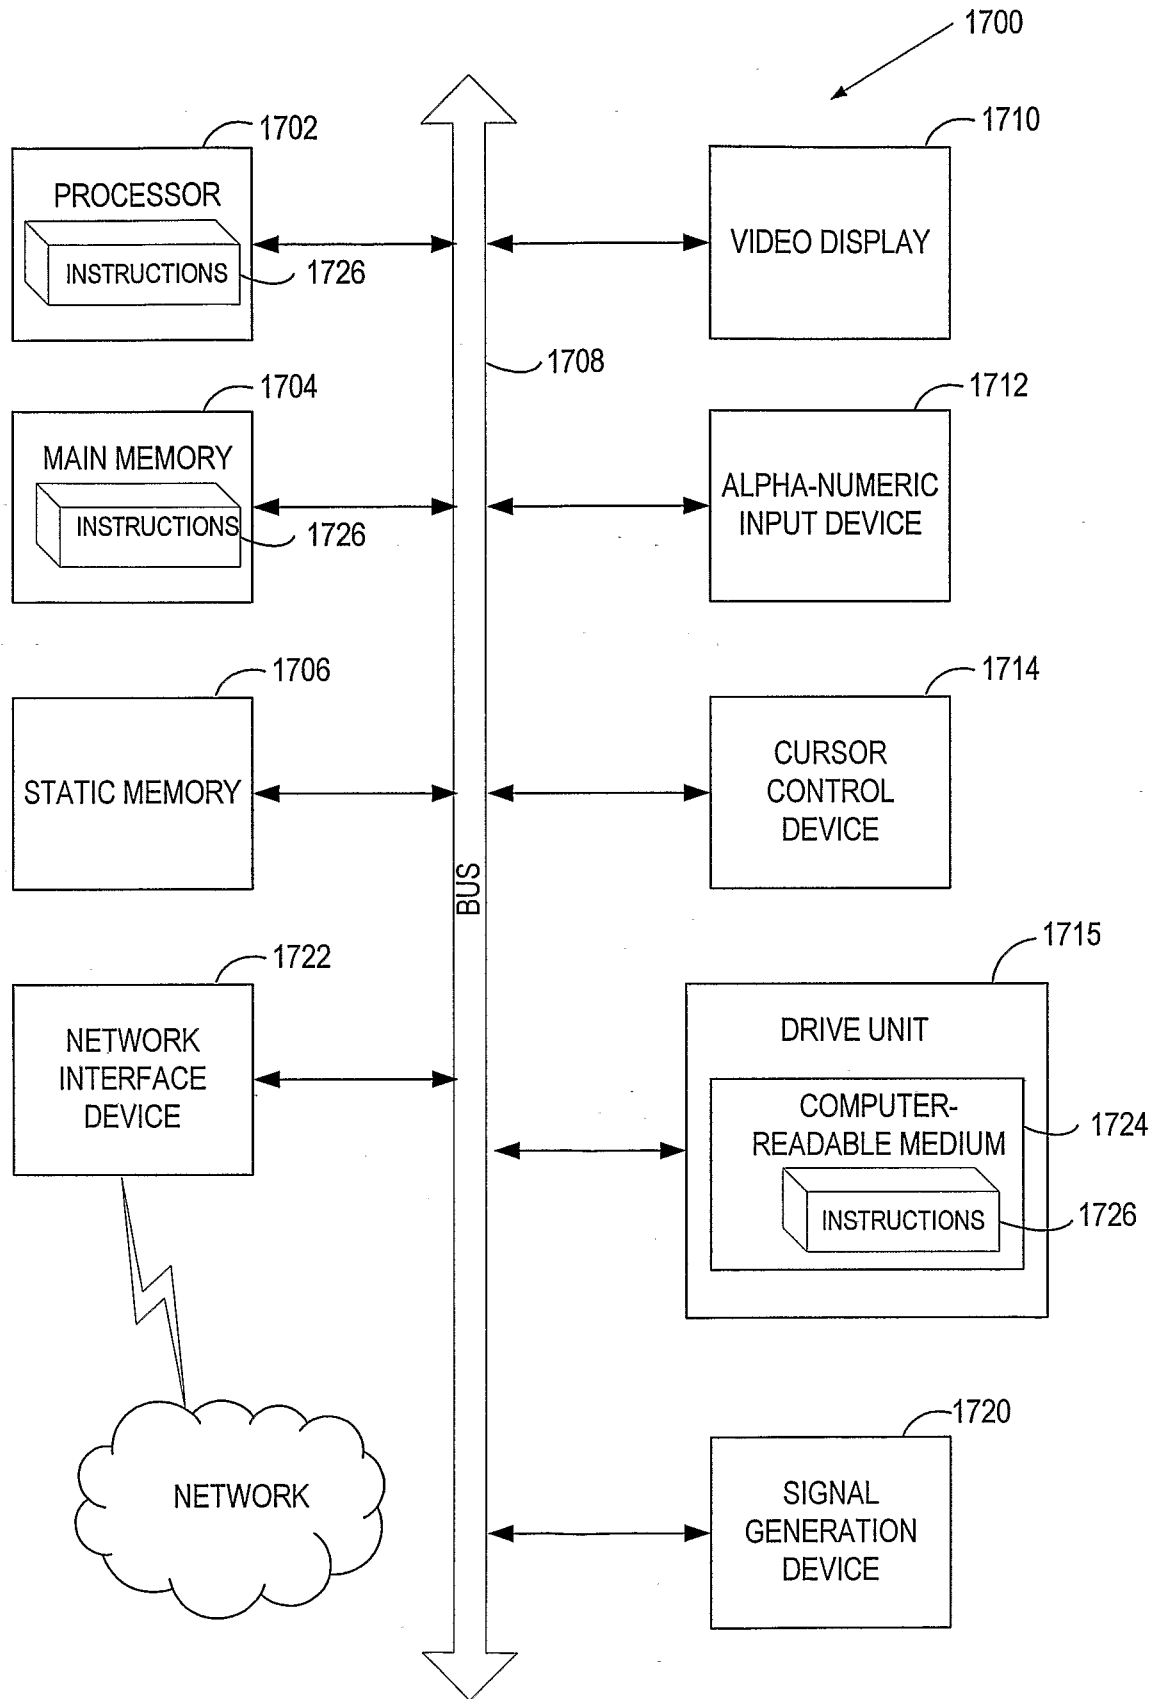 1700
1702
PROCESSOR
INSTRUCTIONS
1726
1710
VIDEO DISPLAY
1708
1704
MAIN MEMORY
INSTRUCTIONS
1726
1712
ALPHA-NUMERIC
INPUT DEVICE
1706
STATIC MEMORY
1714
CURSOR
CONTROL
DEVICE
BUS
1722
NETWORK
INTERFACE
DEVICE
1715
DRIVE UNIT
COMPUTER-
READABLE MEDIUM
1724
INSTRUCTIONS
1726
NETWORK
1720
SIGNAL
GENERATION
DEVICE